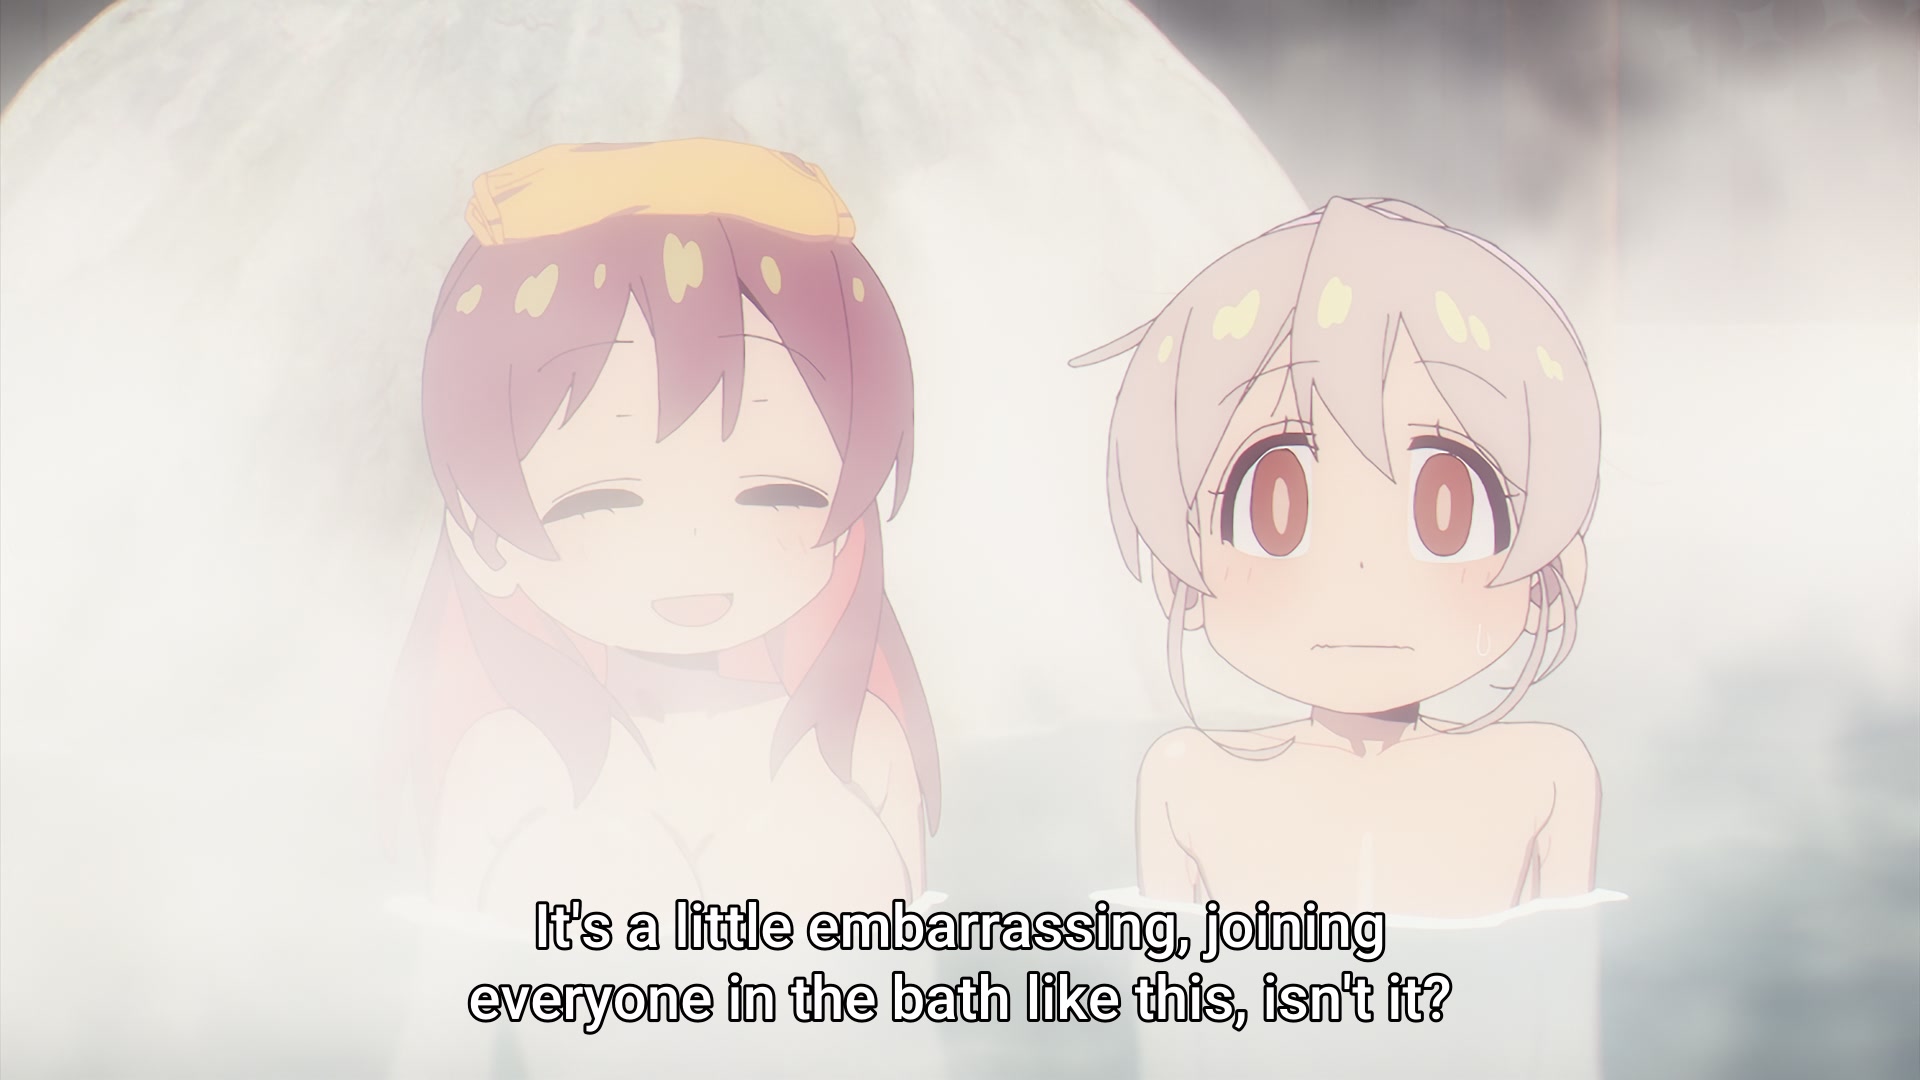 It's a little embarrassing, joining
everyone in the bath like this, isn't it?